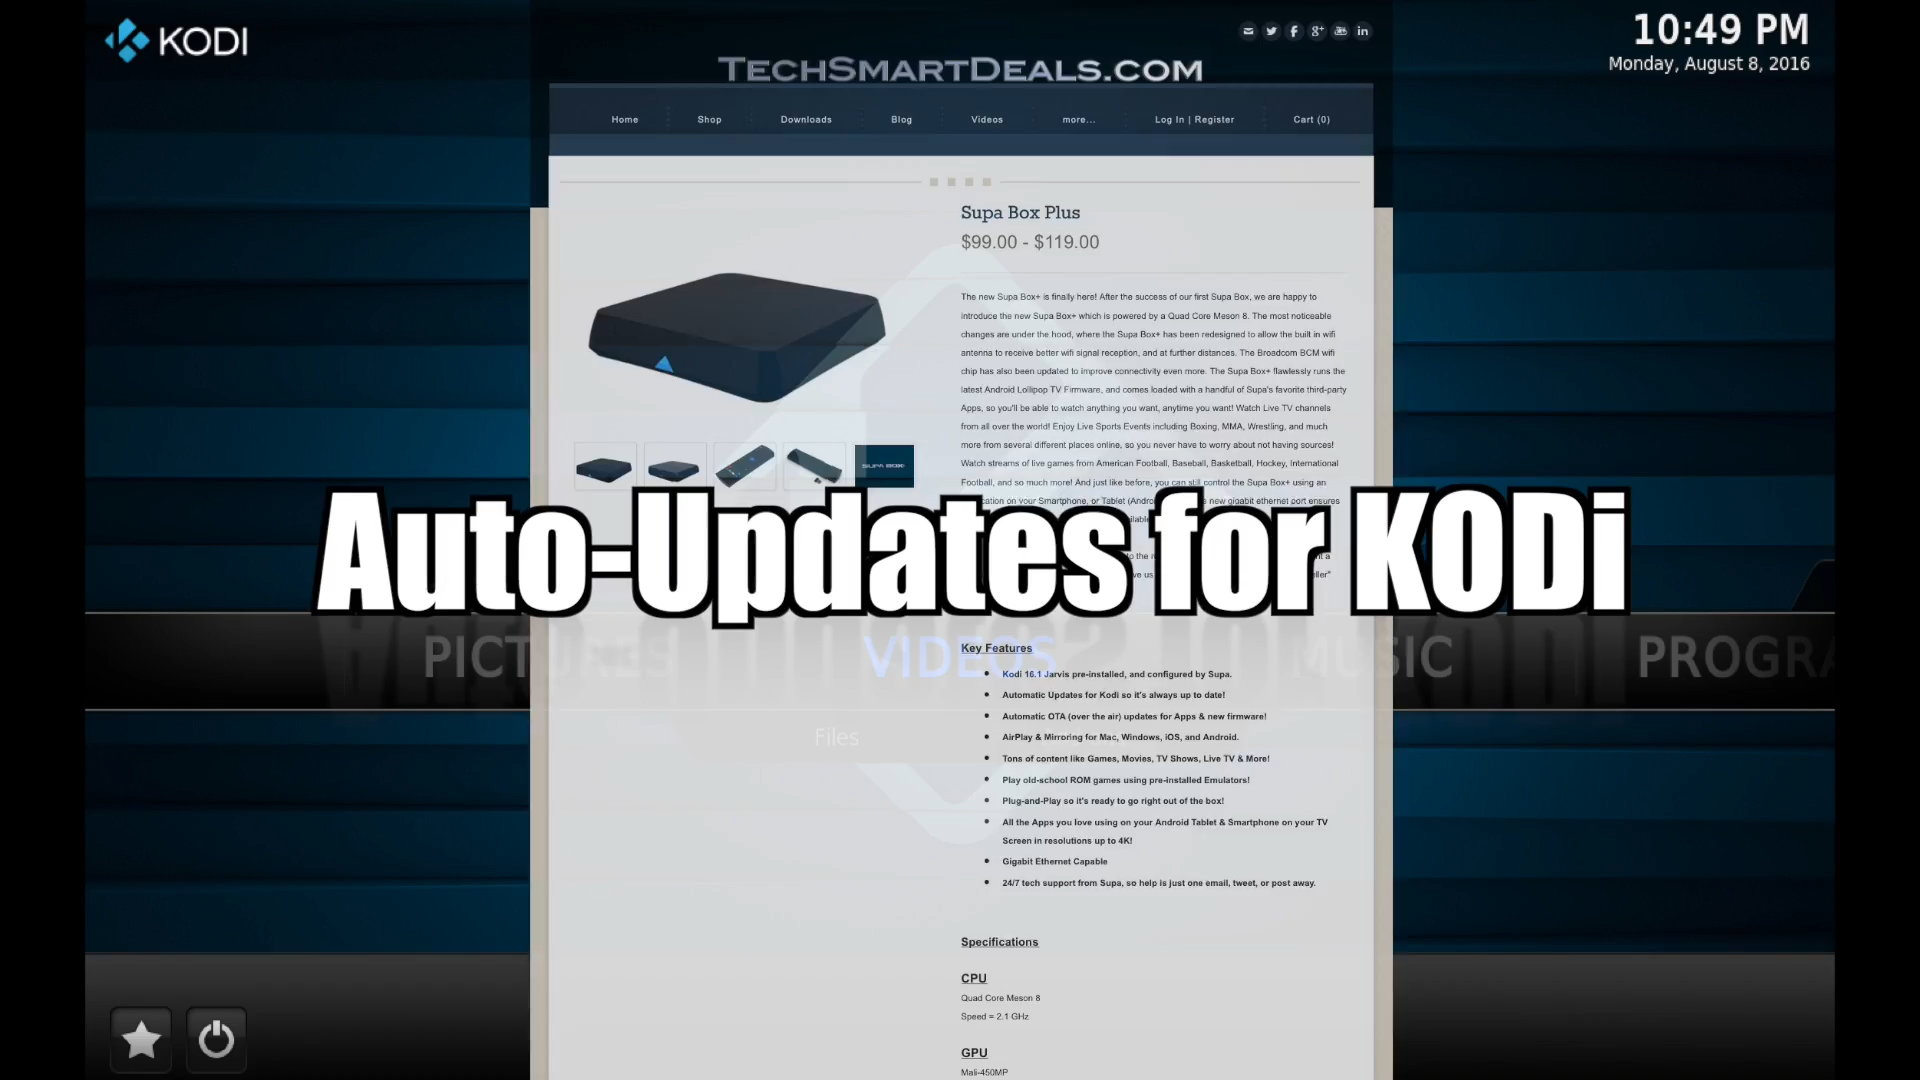 KODI
10:49 PM
Monday, August 8, 2016
TECHSMARTDEALS.COM
Home Shop Downloads Blog Videos more... Log In | Register Cart (0)
Supa Box Plus
$99.00 - $119.00
The new Supa Box+ is finally here! After the success of our first Supa Box, we are happy to
introduce the new Supa Box+ which is powered by a Quad Core Meson 8. The most noticeable
changes are under the hood, where the Supa Box+ has been redesigned to allow the built in wifi
antenna to receive better wifi signal reception, and at further distances. The Broadcom BCM wifi
chip has also been updated to improve connectivity even more. The Supa Box+ flawlessly runs the
latest Android Lollipop TV Firmware, and comes loaded with a handful of Supa's favorite third-party
Apps, so you'll be able to watch anything you want, anytime you want! Watch Live TV channels
from all over the world! Enjoy Live Sports Events including Boxing, MMA, Wrestling, and much
more from several different places online, so you never have to worry about not having sources!
Watch streams of live games from American Football, Baseball, Basketball, Hockey, International
Football, and so much more! And just like before, you can still control the Supa Box+ using an
on your Smartphone, or Tablet new gigabit ethernet port ensures
SUPA BOX!
Auto-Updates for KODi
PICTURES VIDEOS MUSIC PROGRA
Files
Key Features
• Kodi 16.1 Jarvis pre-installed, and configured by Supa.
• Automatic Updates for Kodi so it's always up to date!
• Automatic OTA (over the air) updates for Apps & new firmware!
• AirPlay & Mirroring for Mac, Windows, iOS, and Android.
• Tons of content like Games, Movies, TV Shows, Live TV & More!
• Play old-school ROM games using pre-installed Emulators!
• Plug-and-Play so it's ready to go right out of the box!
• All the Apps you love using on your Android Tablet & Smartphone on your TV
Screen in resolutions up to 4K!
• Gigabit Ethernet Capable
• 24/7 tech support from Supa, so help is just one email, tweet, or post away.
Specifications
CPU
Quad Core Meson 8
Speed = 2.1 GHz
GPU
Mali-450MP